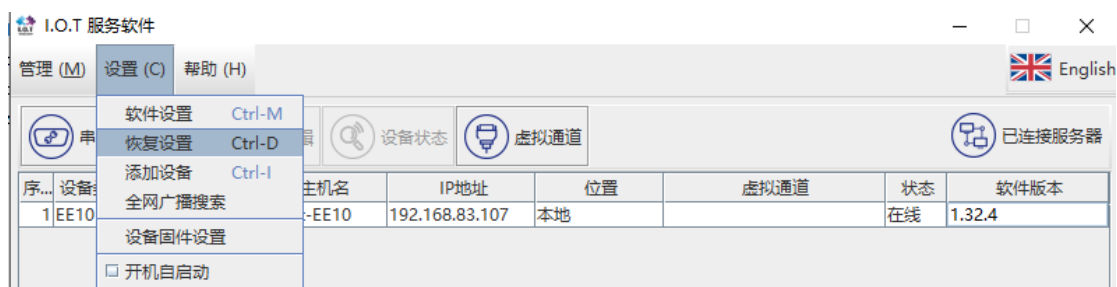 I.O.T 服务软件
管理 (M) 设置 (C) 帮助 (H) English
软件设置 Ctrl-M
串 恢复设置 Ctrl-D 设备状态 虚拟通道 已连接服务器
添加设备 Ctrl-I
序... 设备 主机名 IP地址 位置 虚拟通道 状态 软件版本
全网广播搜索
1 EE10 -EE10 192.168.83.107 本地 在线 1.32.4
设备固件设置
开机自启动